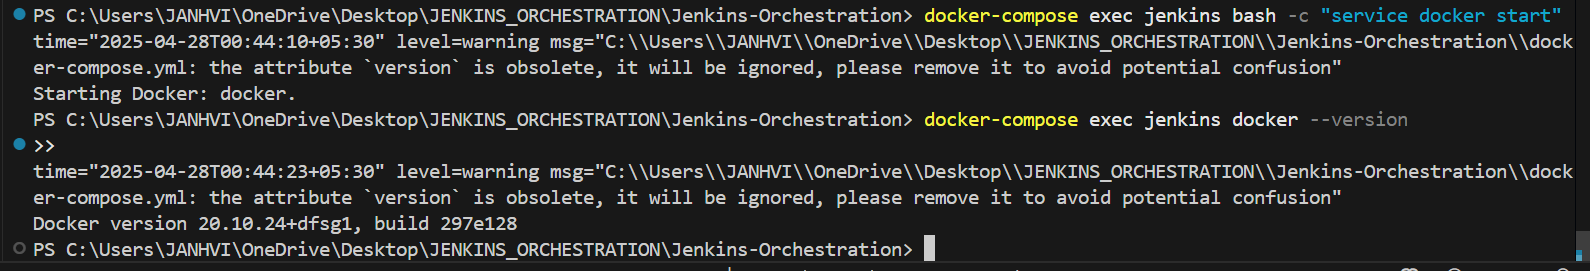 PS C:\Users\JANHVI\OneDrive\Desktop\JENKINS_ORCHESTRATION\Jenkins-Orchestration> docker-compose exec jenkins bash -c "service docker start"
time="2025-04-28T00:44:10+05:30" level=warning msg="C:\\Users\\JANHVI\\OneDrive\\Desktop\\JENKINS_ORCHESTRATION\\Jenkins-Orchestration\\dock
er-compose.yml: the attribute `version` is obsolete, it will be ignored, please remove it to avoid potential confusion"
Starting Docker: docker.
PS C:\Users\JANHVI\OneDrive\Desktop\JENKINS_ORCHESTRATION\Jenkins-Orchestration> docker-compose exec jenkins docker --version
>>
time="2025-04-28T00:44:23+05:30" level=warning msg="C:\\Users\\JANHVI\\OneDrive\\Desktop\\JENKINS_ORCHESTRATION\\Jenkins-Orchestration\\dock
er-compose.yml: the attribute `version` is obsolete, it will be ignored, please remove it to avoid potential confusion"
Docker version 20.10.24+dfsg1, build 297e128
PS C:\Users\JANHVI\OneDrive\Desktop\JENKINS_ORCHESTRATION\Jenkins-Orchestration>